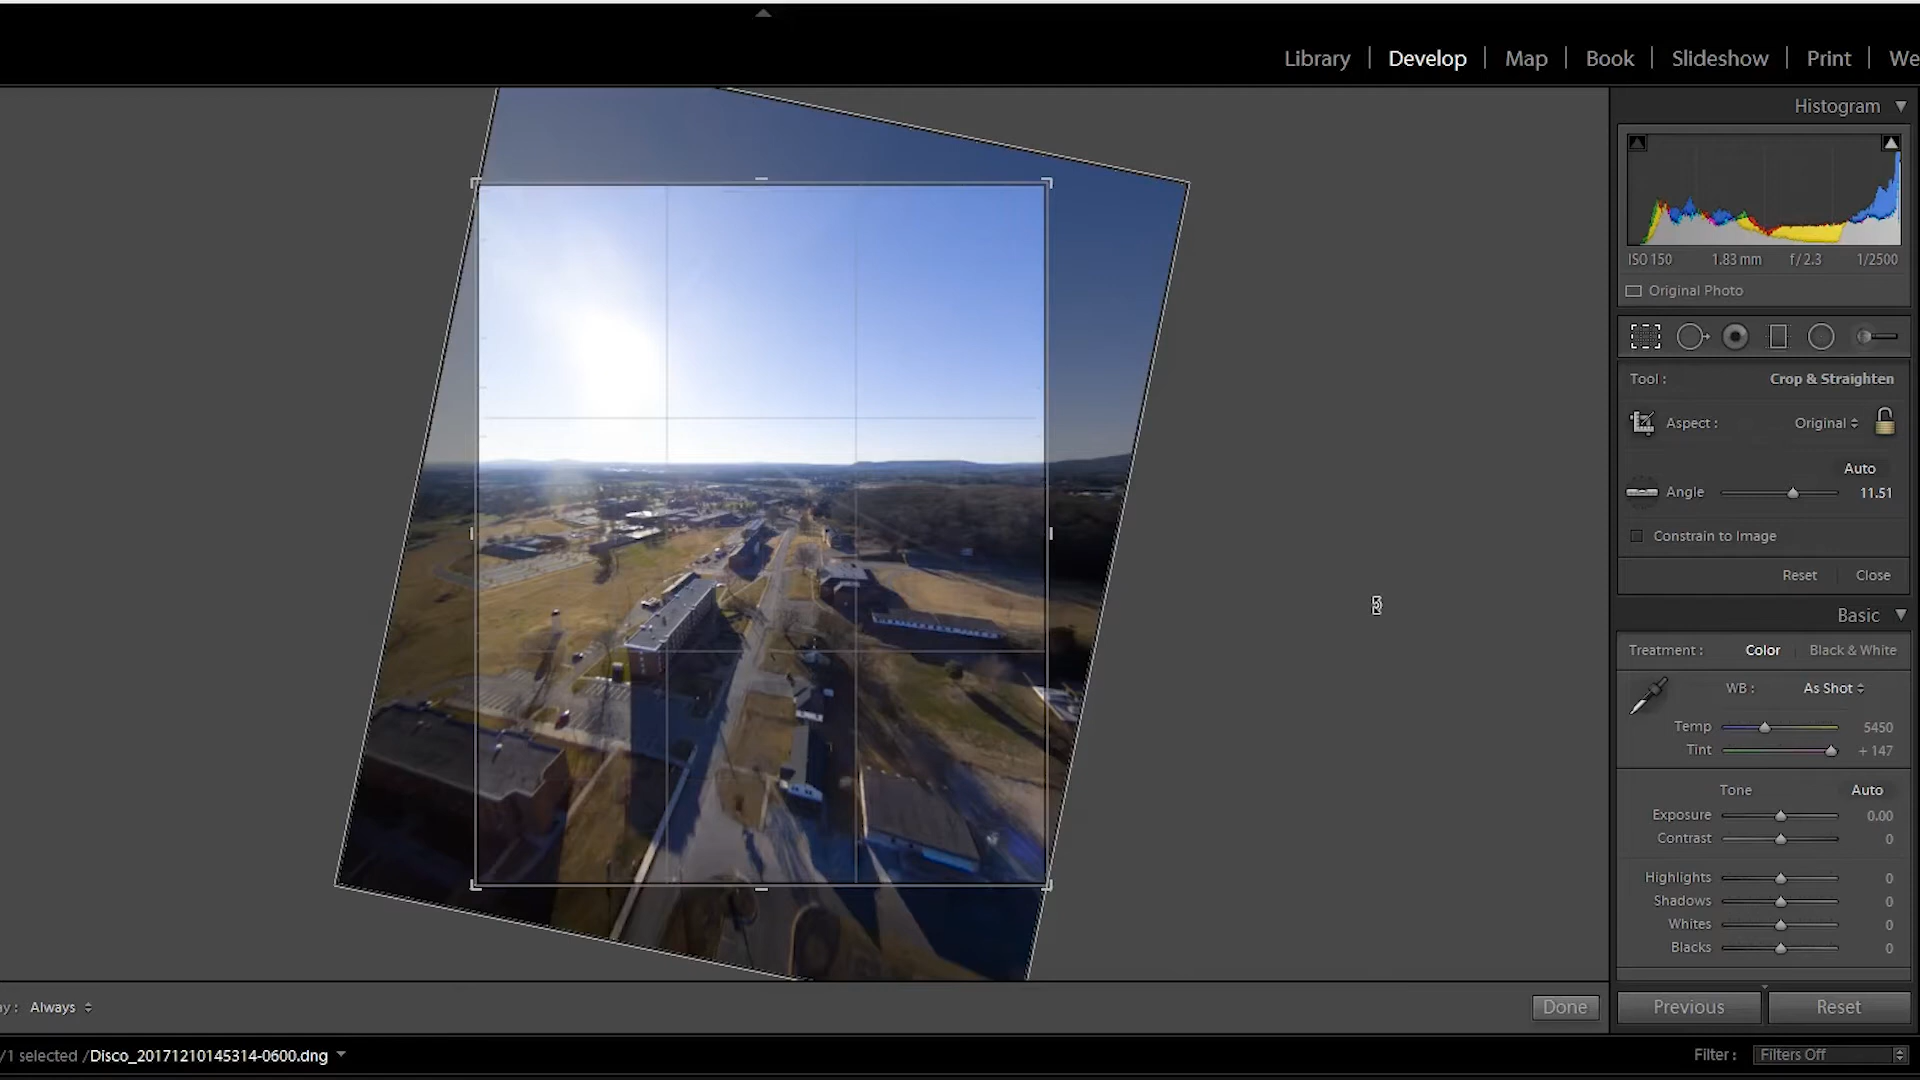 Library | Develop | Map | Book | Slideshow | Print | We
Histogram
ISO 150 1.83 mm f / 2.3 1/2500
Original Photo
Tool : Crop & Straighten
Aspect : Original
Auto
Angle 11.51
Constrain to Image
Reset Close
Basic
Treatment : Color Black & White
WB : As Shot
Temp 5450
Tint + 147
Tone Auto
Exposure 0.00
Contrast 0
Highlights 0
Shadows 0
Whites 0
Blacks 0
ay : Always Done Previous Reset
/1 selected / Disco_20171210145314-0600.dng Filter : Filters Off